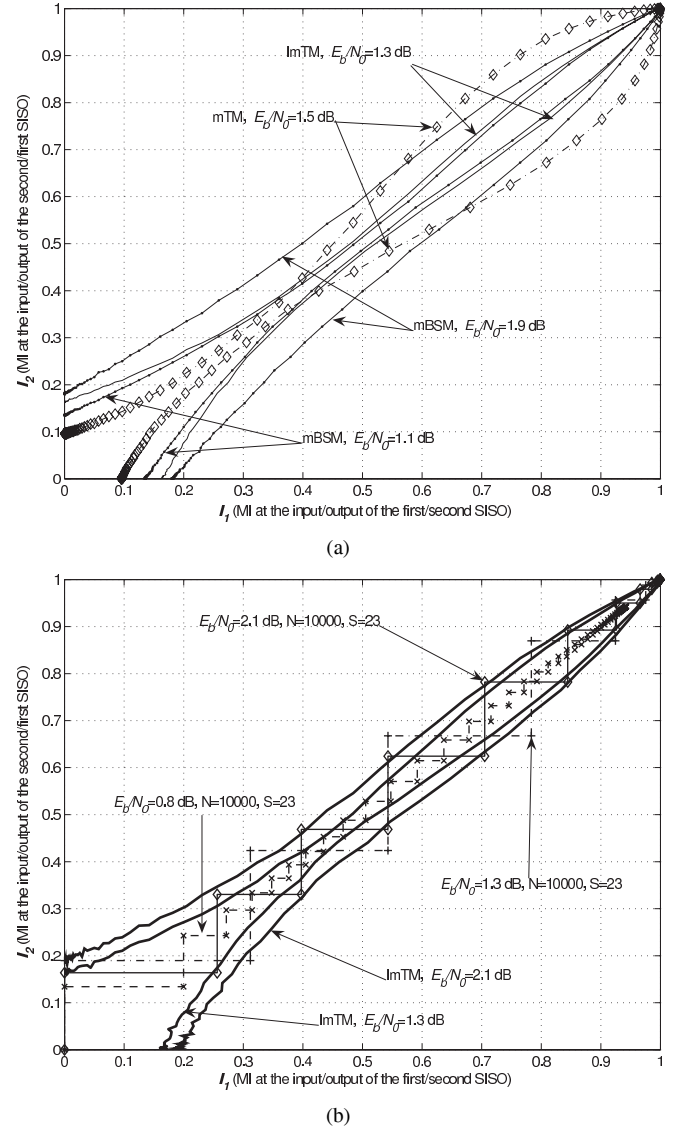 1
0.9
0.8
0.7
0.6
0.5
0.4
0.3
0.2
0.1
0
I2 (MI at the input/output of the second/first SISO)
ImTM, Eb/N0=1.3 dB
mTM, Eb/N0=1.5 dB
mBSM, Eb/N0=1.9 dB
mBSM, Eb/N0=1.1 dB
0 0.1 0.2 0.3 0.4 0.5 0.6 0.7 0.8 0.9 1
I1 (MI at the input/output of the first/second SISO)
(a)
1
0.9
0.8
0.7
0.6
0.5
0.4
0.3
0.2
0.1
0
I2 (MI at the input/output of the second/first SISO)
Eb/N0=2.1 dB, N=10000, S=23
Eb/N0=0.8 dB, N=10000, S=23
Eb/N0=1.3 dB, N=10000, S=23
ImTM, Eb/N0=2.1 dB
ImTM, Eb/N0=1.3 dB
0 0.1 0.2 0.3 0.4 0.5 0.6 0.7 0.8 0.9 1
I1 (MI at the input/output of the first/second SISO)
(b)